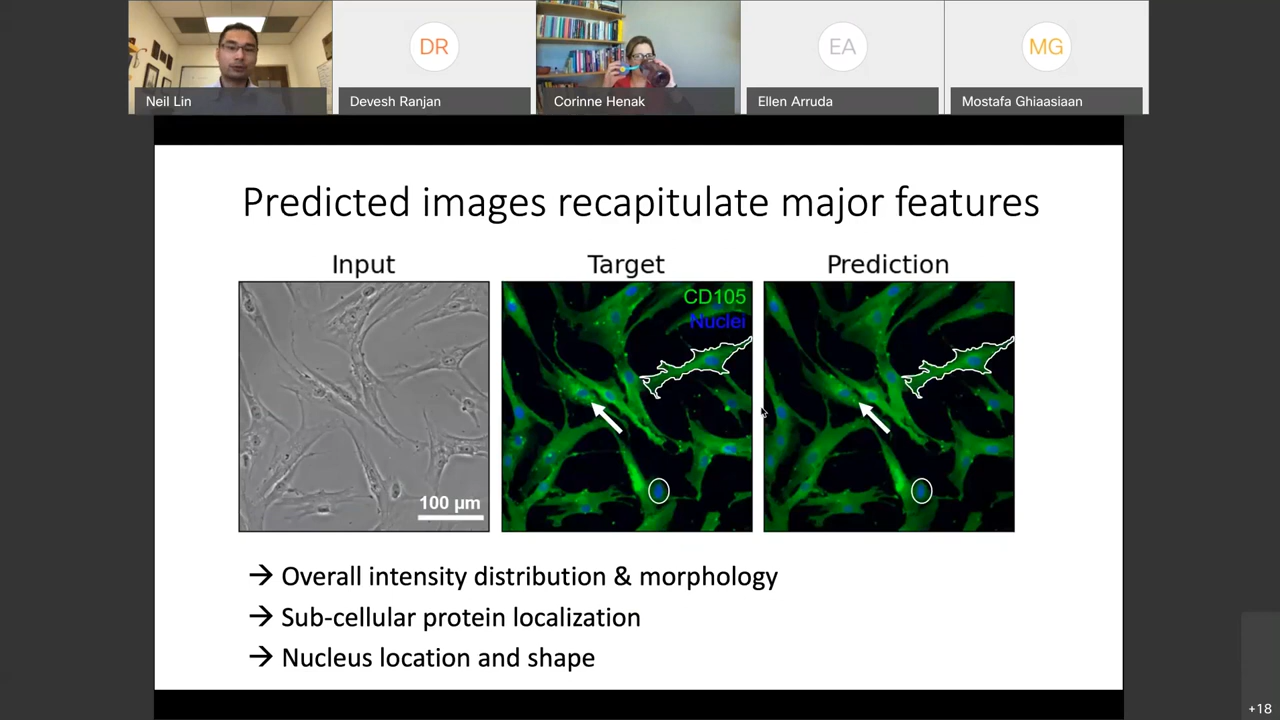 DR
EA
MG
Neil Lin
Devesh Ranjan
Corinne Henak
Ellen Arruda
Mostafa Ghiaasiaan
Predicted images recapitulate major features
Input
Target
Prediction
CD105
Nuclei
100 µm
→ Overall intensity distribution & morphology
→ Sub-cellular protein localization
→ Nucleus location and shape
+18